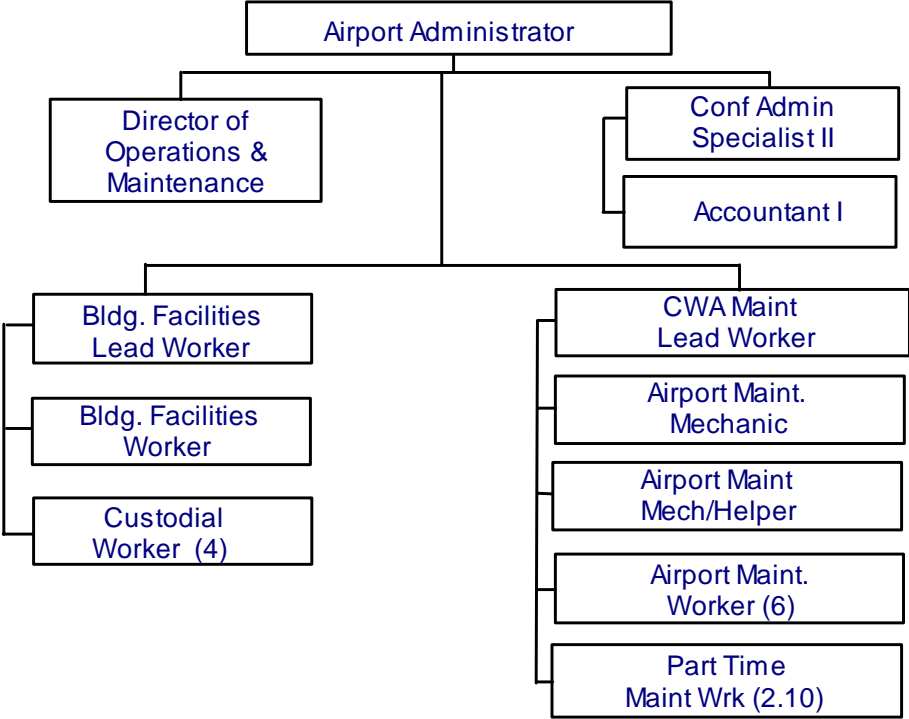 Airport Administrator
Director of
Operations &
Maintenance
Conf Admin
Specialist II
Accountant I
Bldg. Facilities
Lead Worker
Bldg. Facilities
Worker
Custodial
Worker (4)
CWA Maint
Lead Worker
Airport Maint.
Mechanic
Airport Maint
Mech/Helper
Airport Maint.
Worker (6)
Part Time
Maint Wrk (2.10)